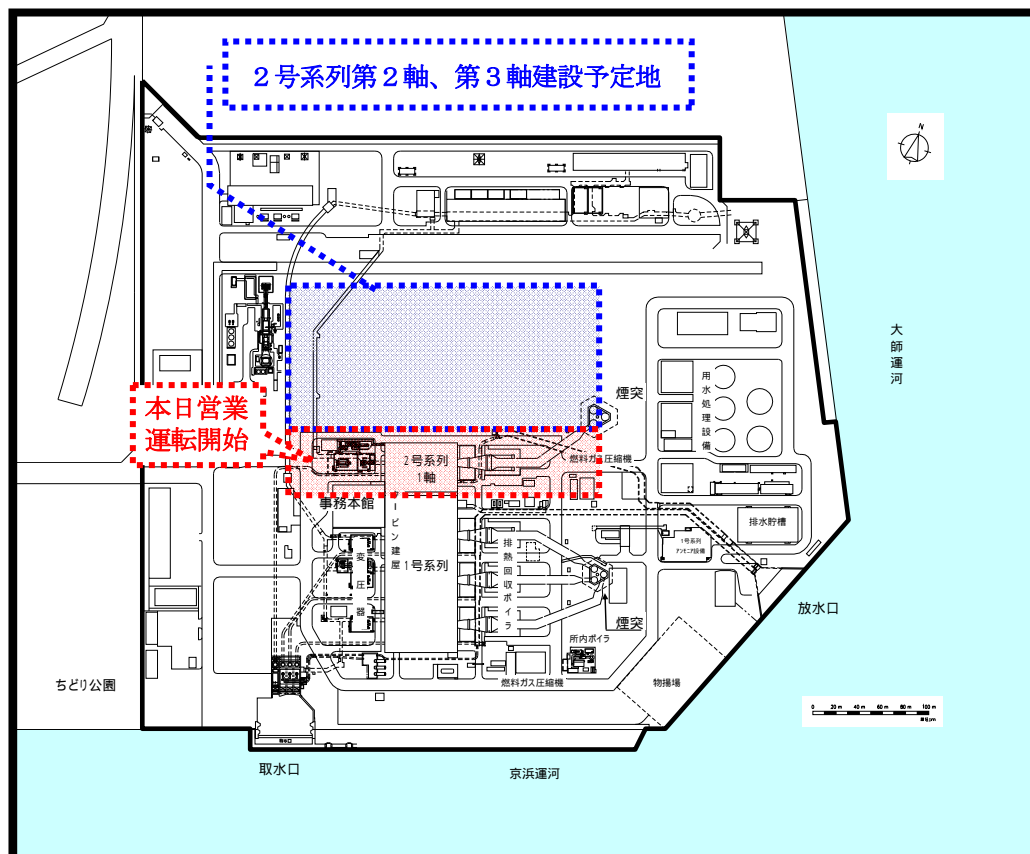 2号系列第2軸、第3軸建設予定地
N
大師運河
用水処理設備
煙突
本日営業
運転開始
2号系列
1軸
燃料ガス圧縮機
事務本館
ビン建屋
1号系列
変圧器
排熱回収ボイラ
排水貯槽
1号系列
アンモニア設備
放水口
煙突
所内ボイラ
燃料ガス圧縮機
物揚場
ちどり公園
0 20m 40m 60m 80m 100m
取水口
京浜運河